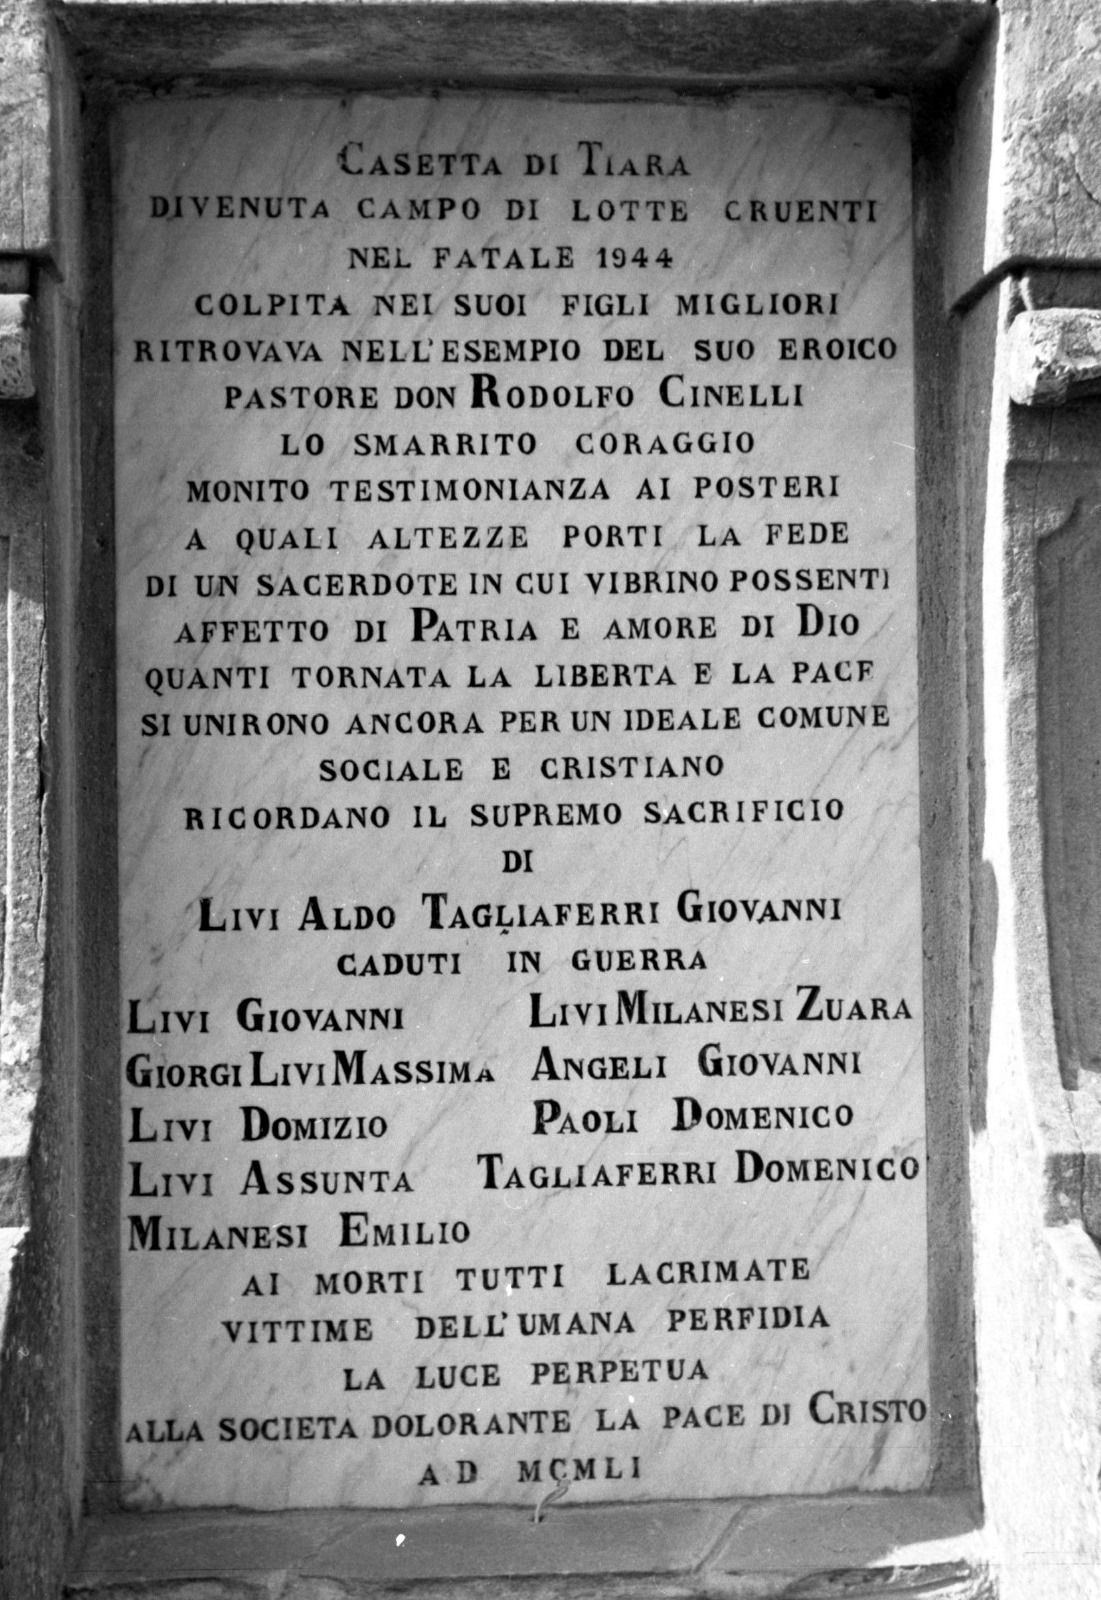 CASETTA DI TIARA
DIVENUTA CAMPO DI LOTTE CRUENTI
NEL FATALE 1944
COLPITA NEI SUOI FIGLI MIGLIORI
RITROVAVA NELL'ESEMPIO DEL SUO EROICO
PASTORE DON RODOLFO CINELLI
LO SMARRITO CORAGGIO
MONITO TESTIMONIANZA AI POSTERI
A QUALI ALTEZZE PORTI LA FEDE
DI UN SACERDOTE IN CUI VIBRINO POSSENTI
AFFETTO DI PATRIA E AMORE DI DIO
QUANTI TORNATA LA LIBERTA E LA PACE
SI UNIRONO ANCORA PER UN IDEALE COMUNE
SOCIALE E CRISTIANO
RICORDANO IL SUPREMO SACRIFICIO
DI
LIVI ALDO TAGLIAFERRI GIOVANNI
CADUTI IN GUERRA
LIVI GIOVANNI LIVI MILANESI ZUARA
GIORGI LIVI MASSIMA ANGELI GIOVANNI
LIVI DOMIZIO PAOLI DOMENICO
LIVI ASSUNTA TAGLIAFERRI DOMENICO
MILANESI EMILIO
AI MORTI TUTTI LACRIMATE
VITTIME DELL'UMANA PERFIDIA
LA LUCE PERPETUA
ALLA SOCIETA DOLORANTE LA PACE DI CRISTO
A D MCMLI